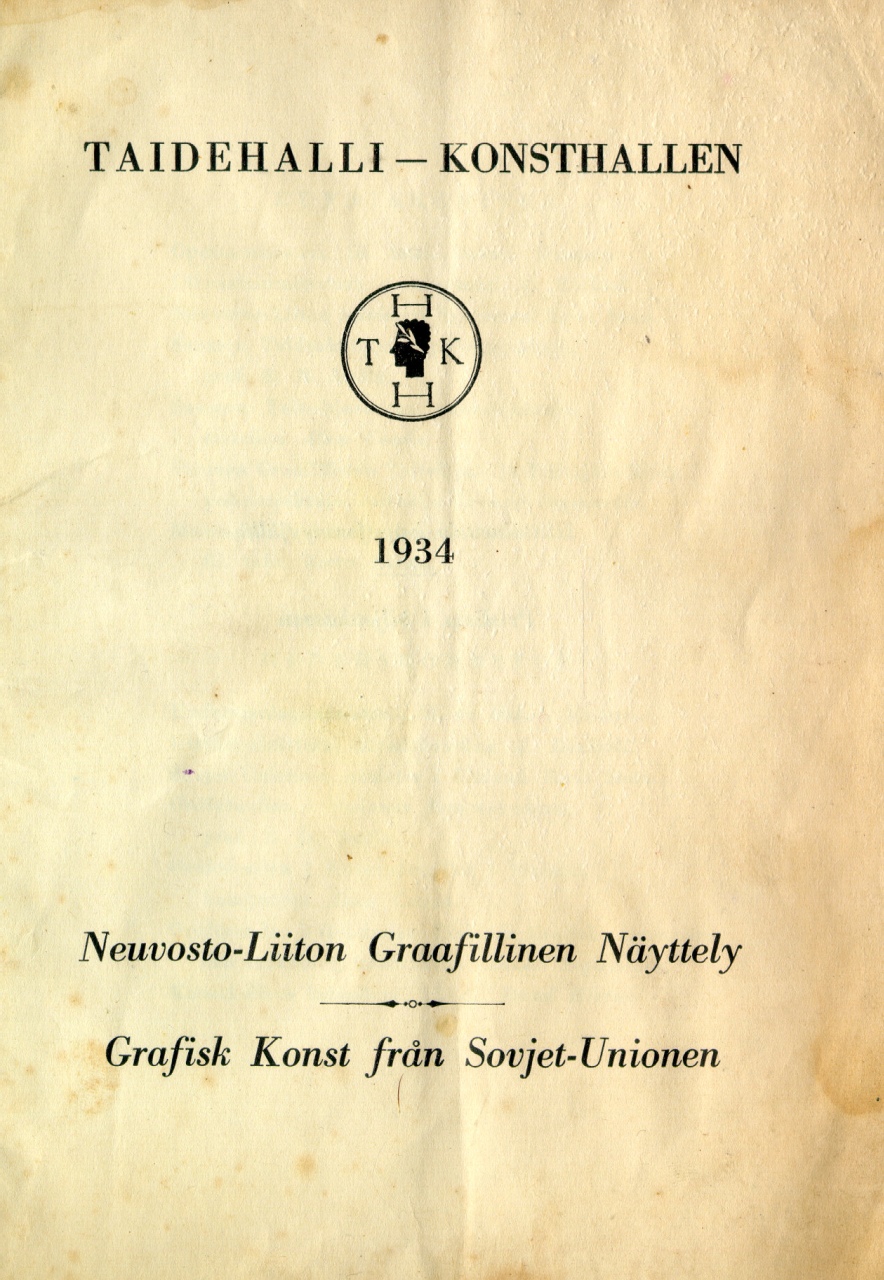 TAIDEHALLI — KONSTHALLEN
H
T K
H
1934
Neuvosto-Liiton Graafillinen Näyttely
Grafisk Konst från Sovjet-Unionen